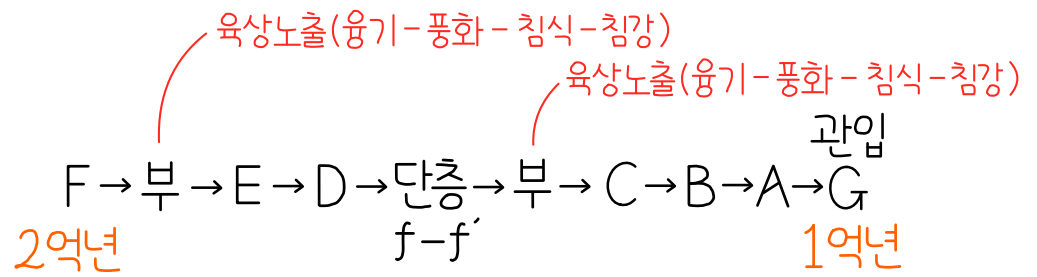 육상노출(융기-풍화-침식-침강)
육상노출(융기-풍화-침식-침강)
관입
F→부→E→D→단층→부→C→B→A→G
f-f´
2억년 1억년